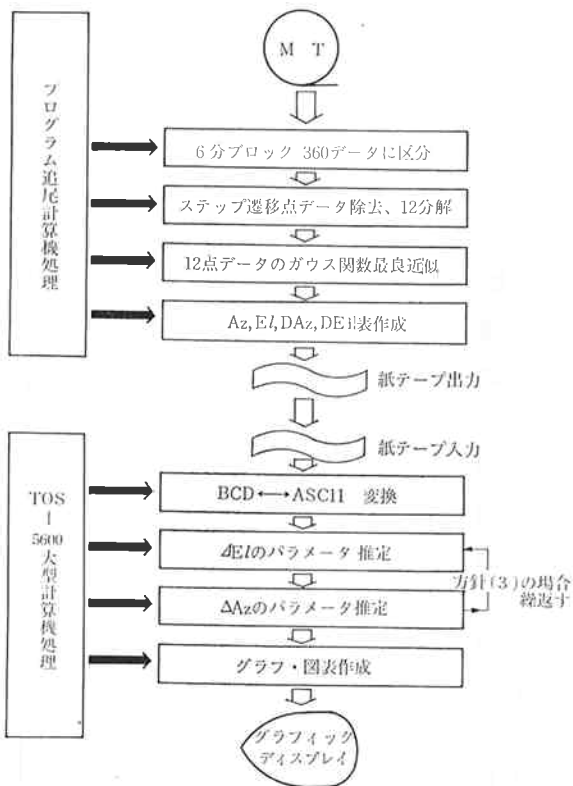 M T
プログラム追尾計算機処理
6分ブロック 360データに区分
ステップ遷移点データ除去、12分解
12点データのガウス関数最良近似
Az, El, DAz, DEl表作成
紙テープ出力
紙テープ入力
TOS-5600大型計算機処理
BCD⟷ASC11 変換
ΔElのパラメータ推定
方針(3)の場合
繰返す
ΔAzのパラメータ推定
グラフ・図表作成
グラフィック
ディスプレイ